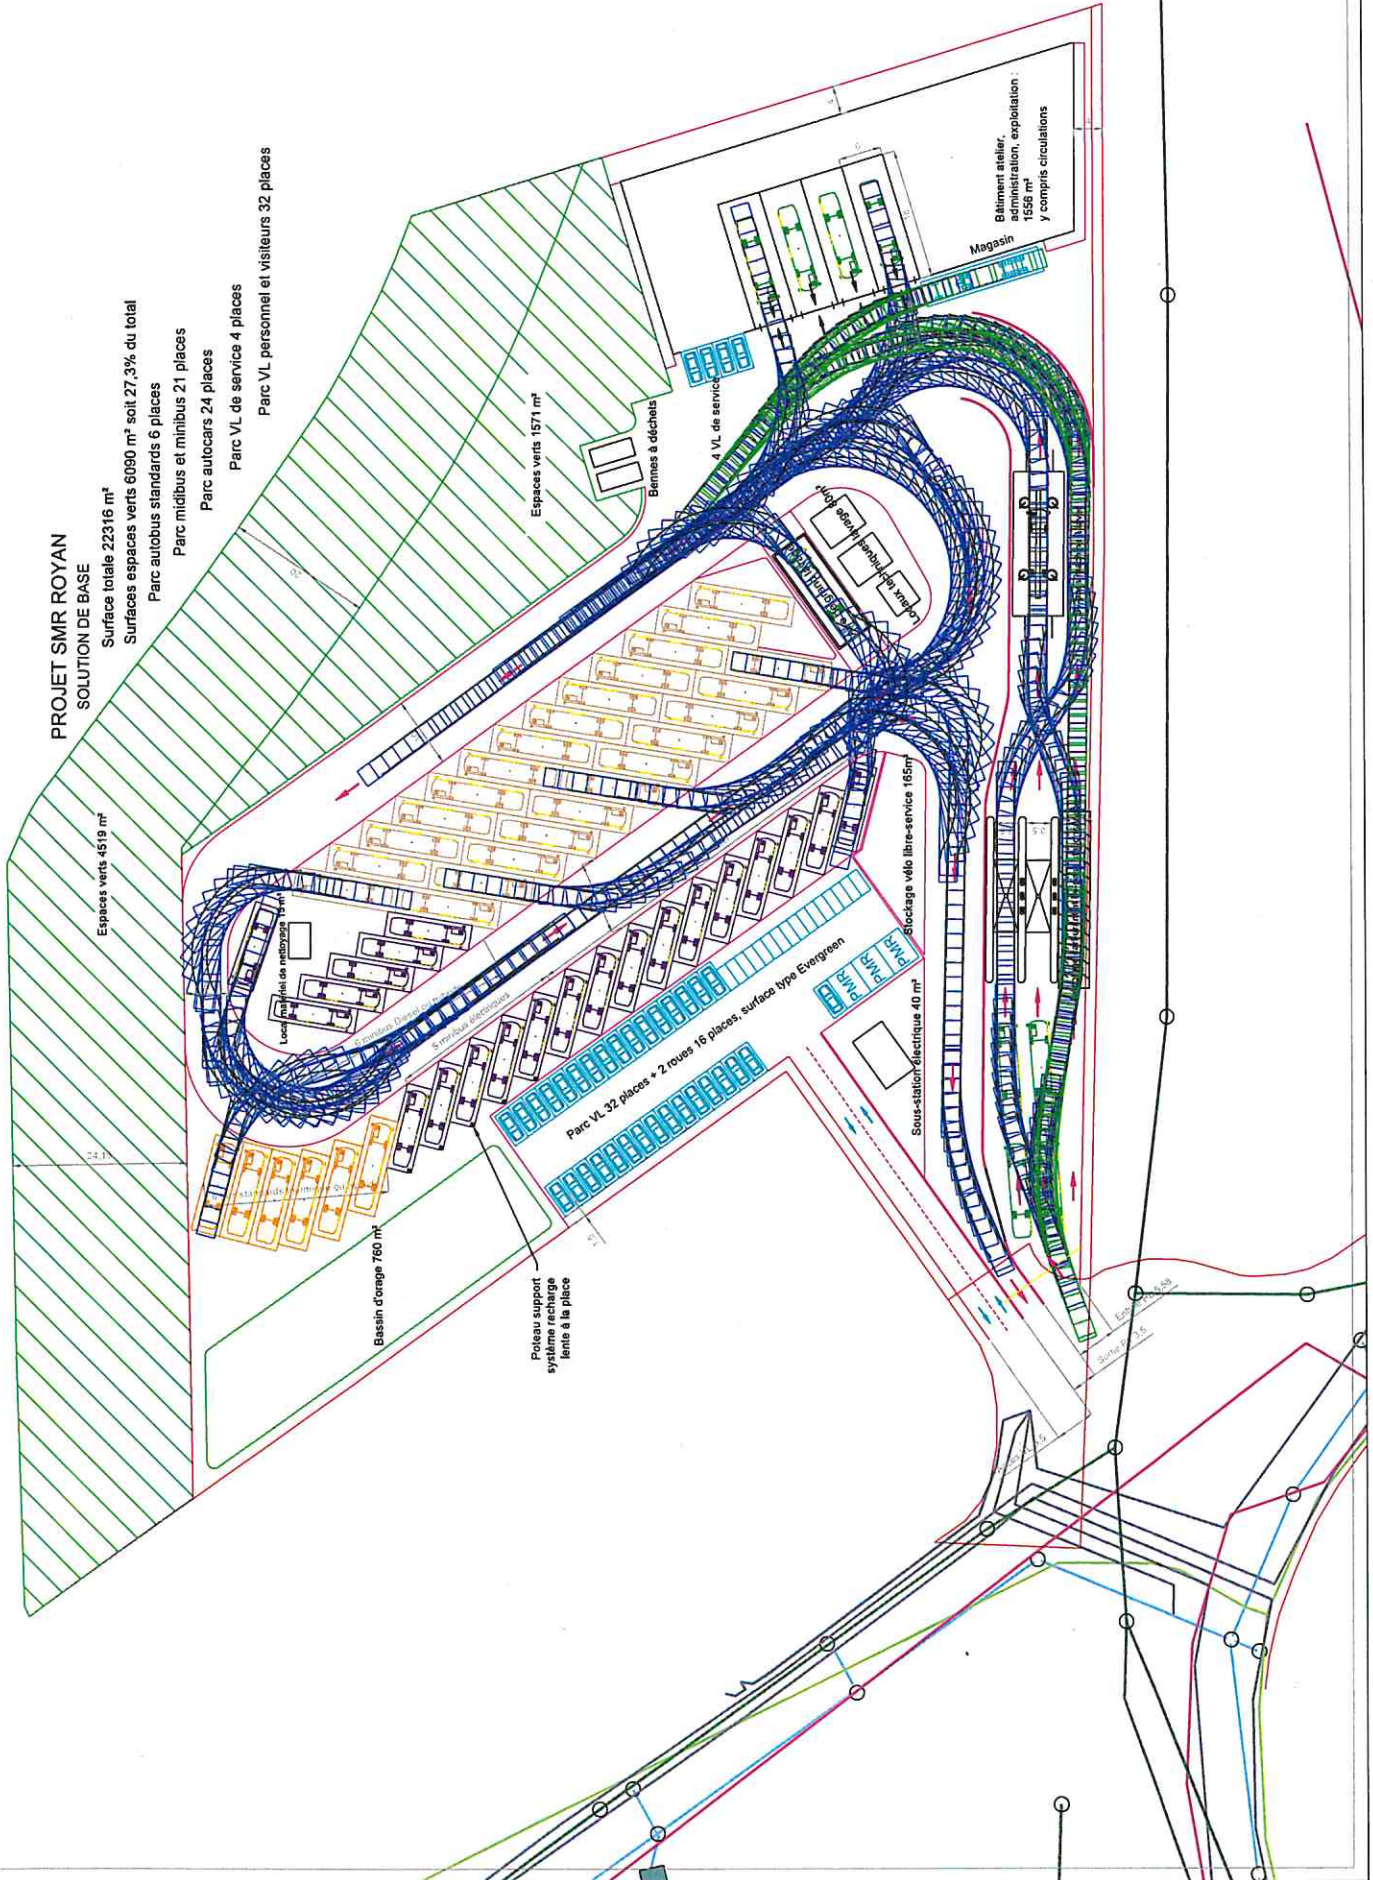 PROJET SMR ROYAN
SOLUTION DE BASE
Surface totale 22316 m²
Surfaces espaces verts 6090 m² soit 27,3% du total
Parc autobus standards 6 places
Parc midibus et minibus 21 places
Parc autocars 24 places
Parc VL de service 4 places
Parc VL personnel et visiteurs 32 places
Espaces verts 4519 m²
Espaces verts 1571 m²
Bennes à déchets
4 VL de service
Bâtiment atelier,
administration, exploitation :
1556 m²
y compris circulations
Magasin
Locaux techniques lavage 80m²
Local matériel de nettoyage 15 m²
5 minibus électriques
Parc VL 32 places + 2 roues 16 places, surface type Evergreen
PMR
PMR
PMR
Stockage vélo libre-service 165m²
Sous-station électrique 40 m²
Bassin d'orage 760 m²
Poteau support
système recharge
lente à la place
24,15
Sortie PL 3,5